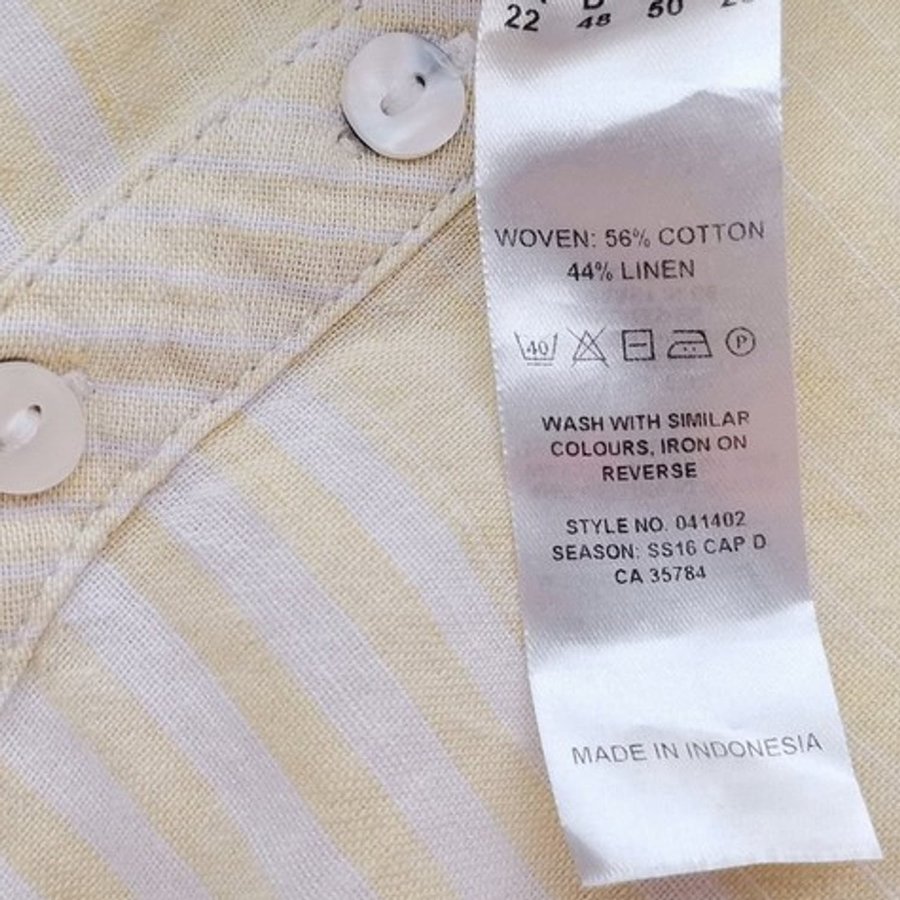 22 48 50
WOVEN: 56% COTTON
44% LINEN
40 P
WASH WITH SIMILAR
COLOURS, IRON ON
REVERSE
STYLE NO. 041402
SEASON: SS16 CAP D
CA 35784
MADE IN INDONESIA